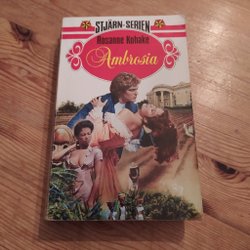 STJÄRN-SERIEN
Rosanne Kohake
Ambrosia